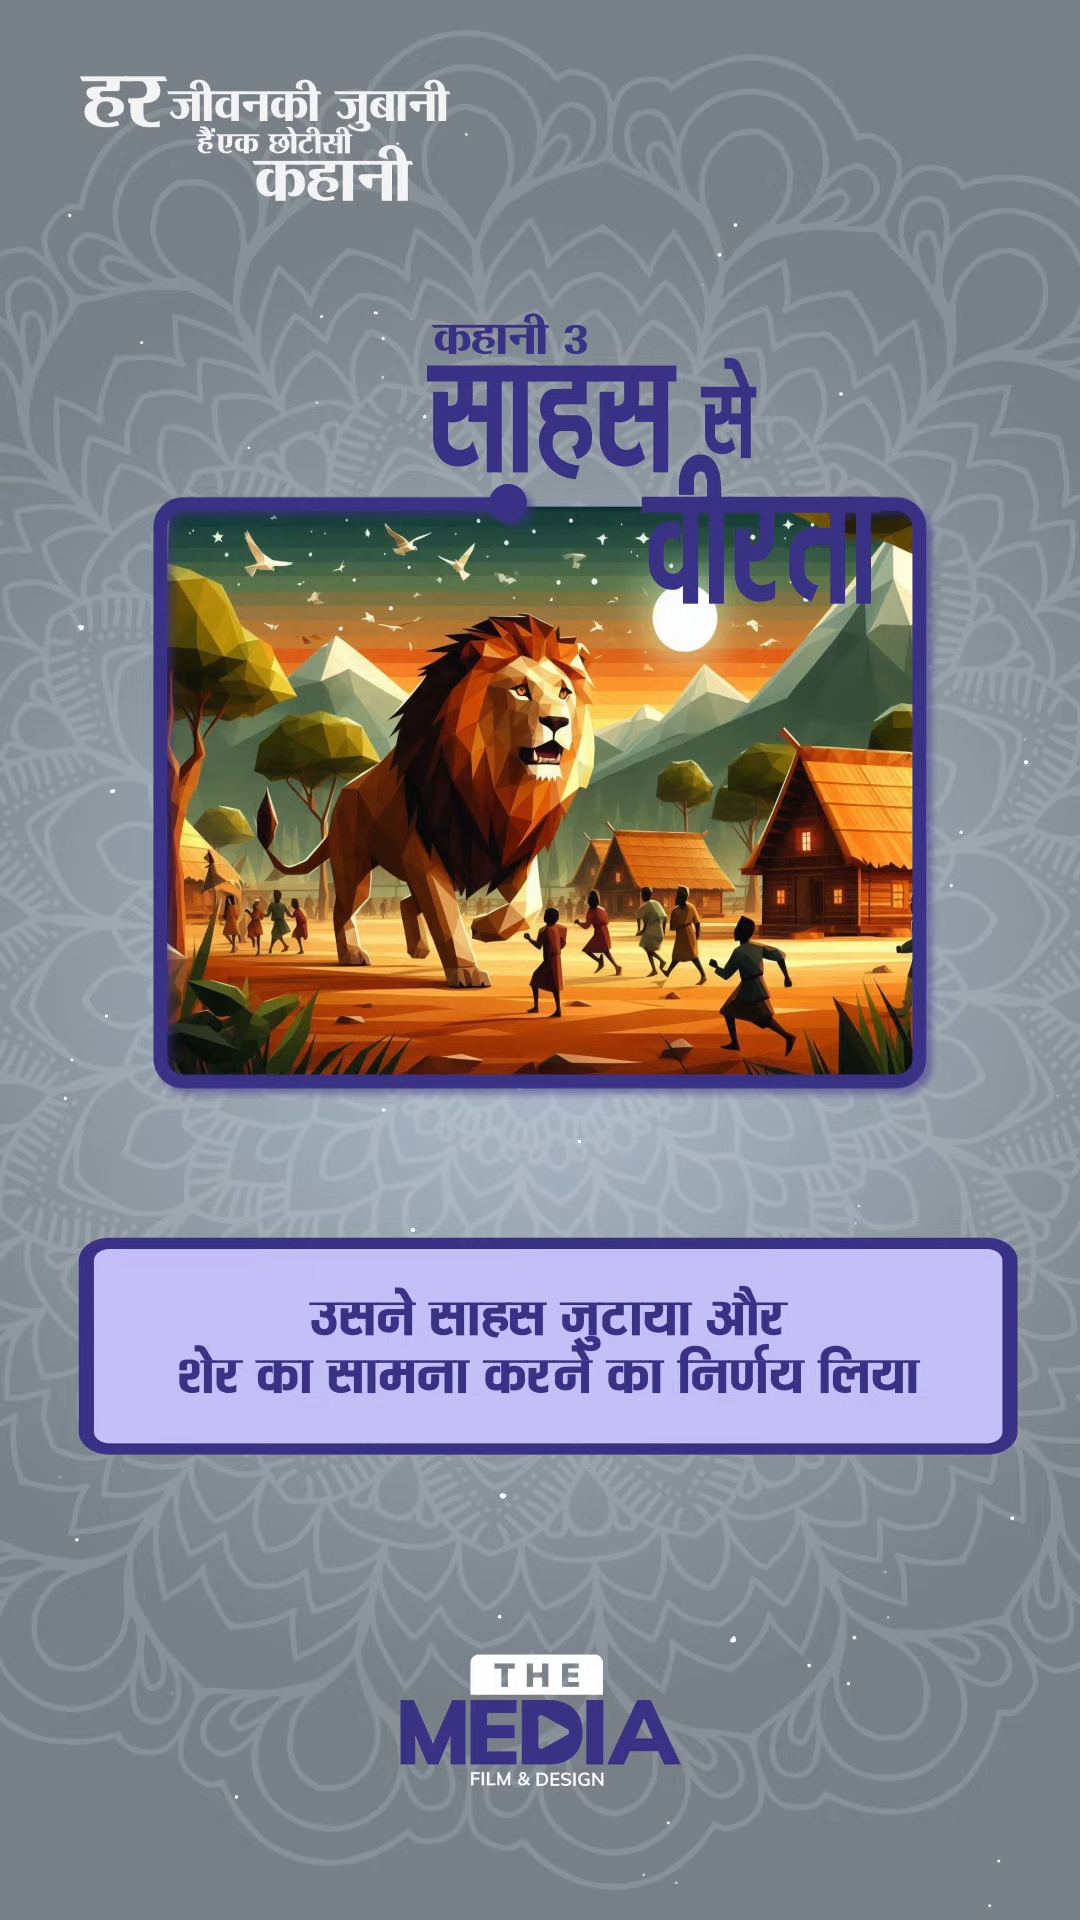 हर जीवनकी जुबानी
हैंएक छोटीसी
कहानी
कहानी 3
साहस से
वीरता
उसने साहस जुटाया और
शेर का सामना करने का निर्णय लिया
THE
MEDIA
FILM & DESIGN